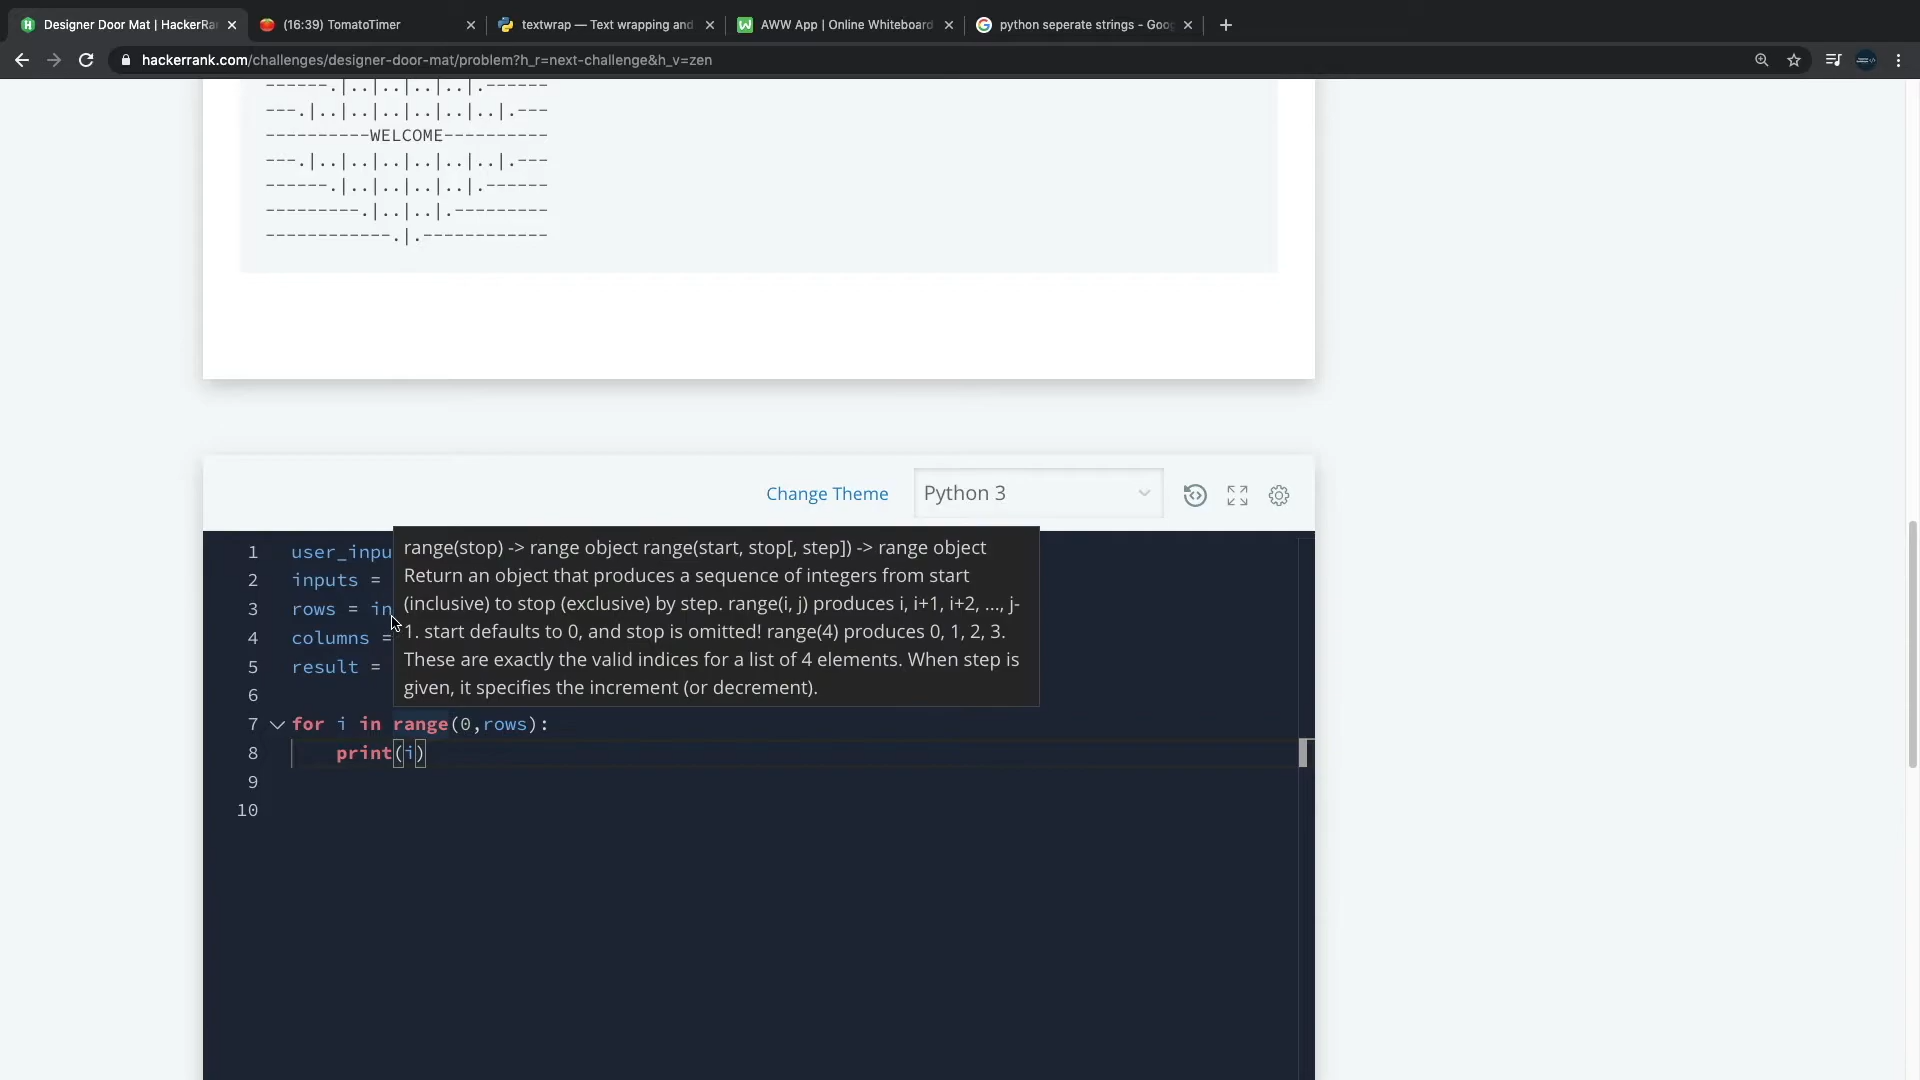 Designer Door Mat | HackerRa
(16:39) TomatoTimer
textwrap — Text wrapping and
AWW App | Online Whiteboard
python seperate strings - Goog
hackerrank.com/challenges/designer-door-mat/problem?h_r=next-challenge&h_v=zen
------.|..|..|..|..|.------
---.|..|..|..|..|..|..|.---
----------WELCOME----------
---.|..|..|..|..|..|..|.---
------.|..|..|..|..|.------
---------.|..|..|.---------
------------.|.------------
Change Theme
Python 3
1 user_inpu
2 inputs =
3 rows = in
4 columns =
5 result =
6
range(stop) -> range object range(start, stop[, step]) -> range object
Return an object that produces a sequence of integers from start
(inclusive) to stop (exclusive) by step. range(i, j) produces i, i+1, i+2, ..., j-
1. start defaults to 0, and stop is omitted! range(4) produces 0, 1, 2, 3.
These are exactly the valid indices for a list of 4 elements. When step is
given, it specifies the increment (or decrement).
7 for i in range(0,rows):
8 print(i)
9
10